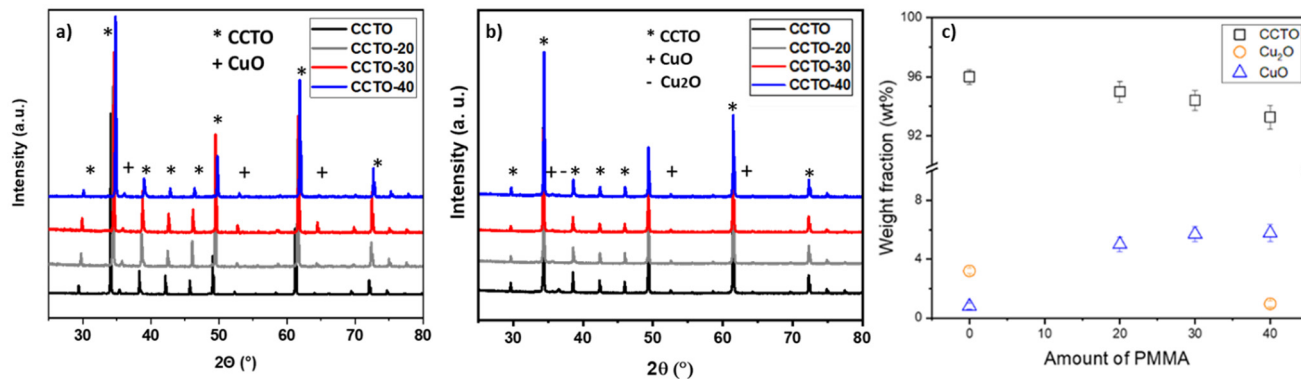 a)
* CCTO
+ CuO
CCTO
CCTO-20
CCTO-30
CCTO-40
* * + * * * * + * + *
Intensity (a.u.)
30 40 50 60 70 80
2Θ (°)
b)
* CCTO
+ CuO
- Cu₂O
CCTO
CCTO-20
CCTO-30
CCTO-40
* * + - * * * + * + *
Intensity (a. u.)
30 40 50 60 70 80
2θ (°)
c)
CCTO
Cu₂O
CuO
Weight fraction (wt%)
100
96
92
8
4
0
0 10 20 30 40
Amount of PMMA